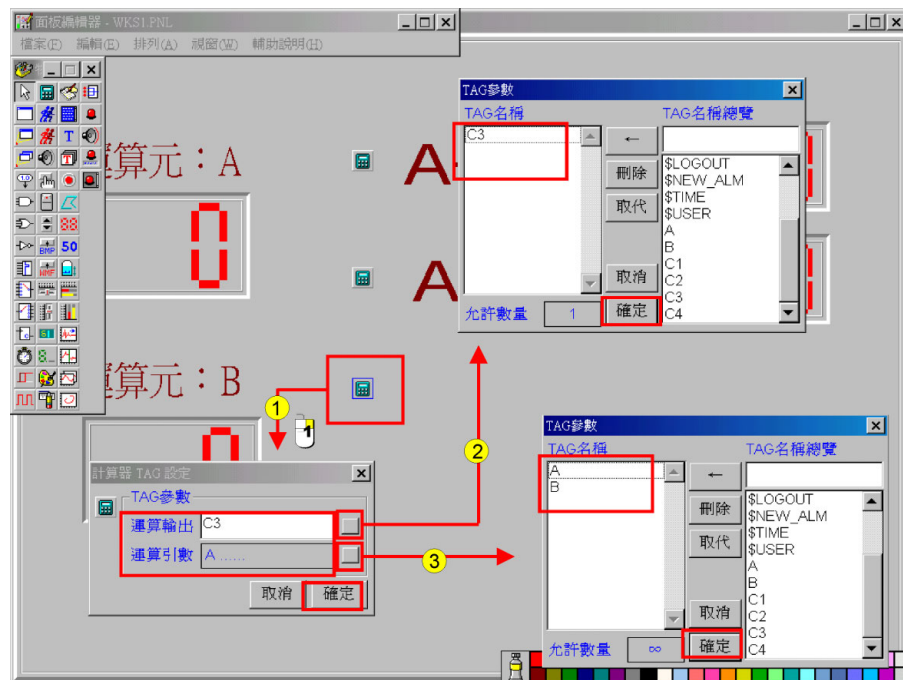 面板編輯器 - WKS1.PNL
檔案(F) 編輯(E) 排列(A) 視窗(W) 輔助說明(H)
算元：A
A
0
A
算元：B
0
1
1
2
3
TAG參數
TAG名稱
TAG名稱總覽
C3
←
刪除
取代
取消
確定
$LOGOUT
$NEW_ALM
$TIME
$USER
A
B
C1
C2
C3
C4
允許數量 1
計算器 TAG 設定
TAG參數
運算輸出 C3
運算引數 A ......
取消 確定
TAG參數
TAG名稱
TAG名稱總覽
A
B
←
刪除
取代
取消
確定
$LOGOUT
$NEW_ALM
$TIME
$USER
A
B
C1
C2
C3
C4
允許數量 ∞
T
T
1.0
BMP
50
WMF